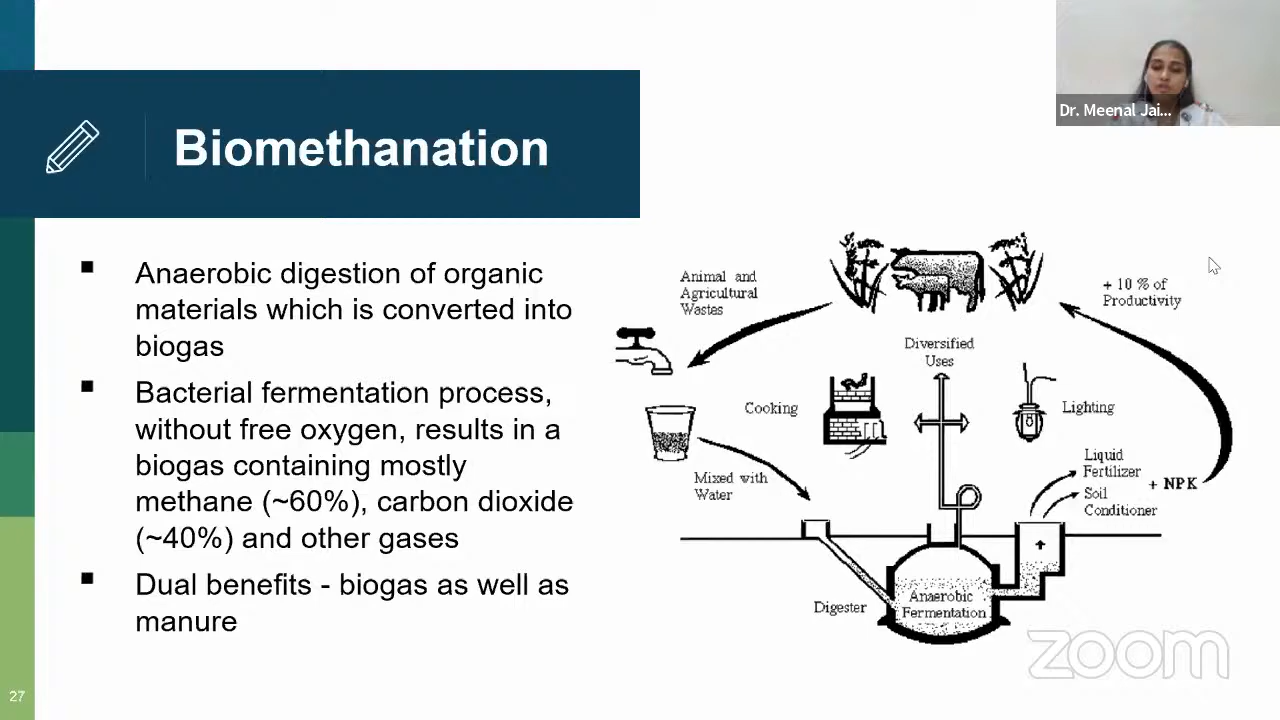 Dr. Meenal Jai...
Biomethanation
▪ Anaerobic digestion of organic
materials which is converted into
biogas
▪ Bacterial fermentation process,
without free oxygen, results in a
biogas containing mostly
methane (~60%), carbon dioxide
(~40%) and other gases
▪ Dual benefits - biogas as well as
manure
Animal and
Agricultural
Wastes
+ 10 % of
Productivity
Diversified
Uses
Cooking
Lighting
Mixed with
Water
Liquid
Fertilizer
+ NPK
Soil
Conditioner
Digester
Anaerobic
Fermentation
zoom
27